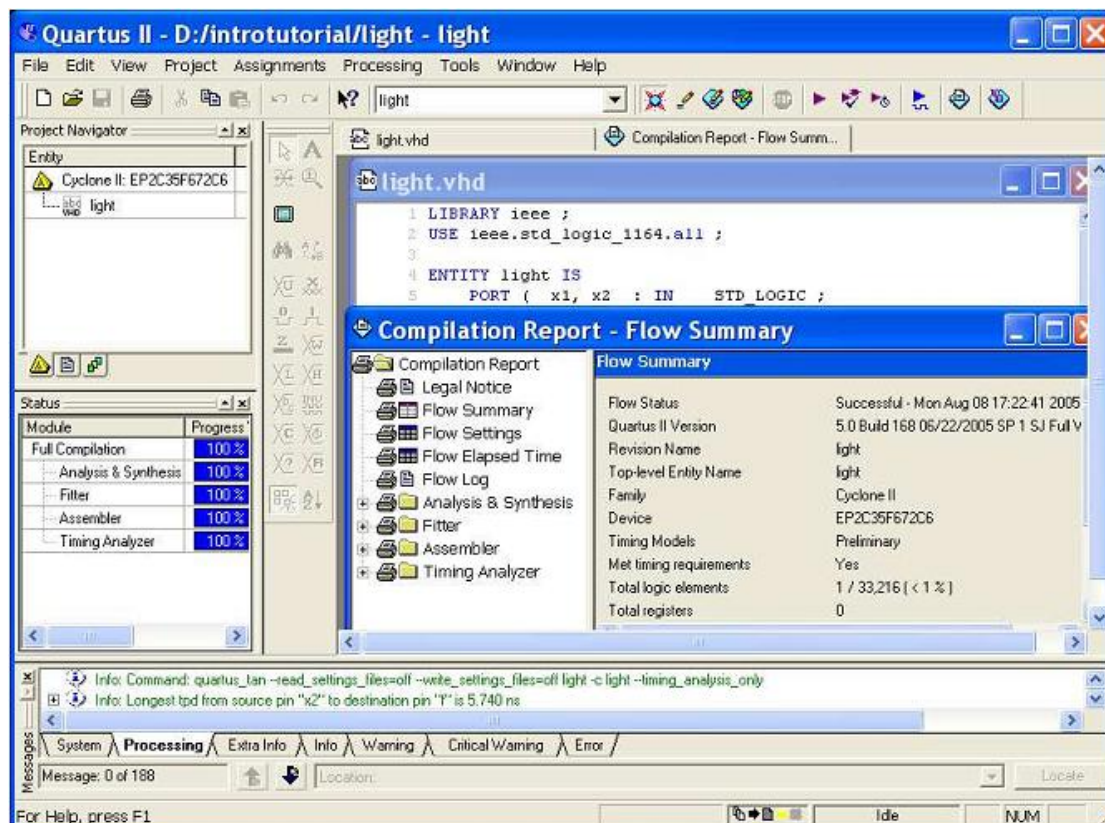 Quartus II - D:/introtutorial/light - light
File Edit View Project Assignments Processing Tools Window Help
light
Project Navigator
Entity
Cyclone II: EP2C35F672C6
light
light.vhd
Compilation Report - Flow Summ...
light.vhd
1 LIBRARY ieee ;
2 USE ieee.std_logic_1164.all ;
3
4 ENTITY light IS
5 PORT ( x1, x2 : IN STD_LOGIC ;
Compilation Report - Flow Summary
Compilation Report
Legal Notice
Flow Summary
Flow Settings
Flow Elapsed Time
Flow Log
Analysis & Synthesis
Fitter
Assembler
Timing Analyzer
Flow Summary
Flow Status Successful - Mon Aug 08 17:22:41 2005
Quartus II Version 5.0 Build 168 06/22/2005 SP 1 SJ Full V
Revision Name light
Top-level Entity Name light
Family Cyclone II
Device EP2C35F672C6
Timing Models Preliminary
Met timing requirements Yes
Total logic elements 1 / 33,216 ( < 1 % )
Total registers 0
Status
Module Progress
Full Compilation 100 %
Analysis & Synthesis 100 %
Fitter 100 %
Assembler 100 %
Timing Analyzer 100 %
Info: Command: quartus_tan --read_settings_files=off --write_settings_files=off light -c light --timing_analysis_only
Info: Longest tpd from source pin "x2" to destination pin "f" is 5.740 ns
System Processing Extra Info Info Warning Critical Warning Error
Messages
Message: 0 of 188
Location:
Locate
For Help, press F1
Idle
NUM